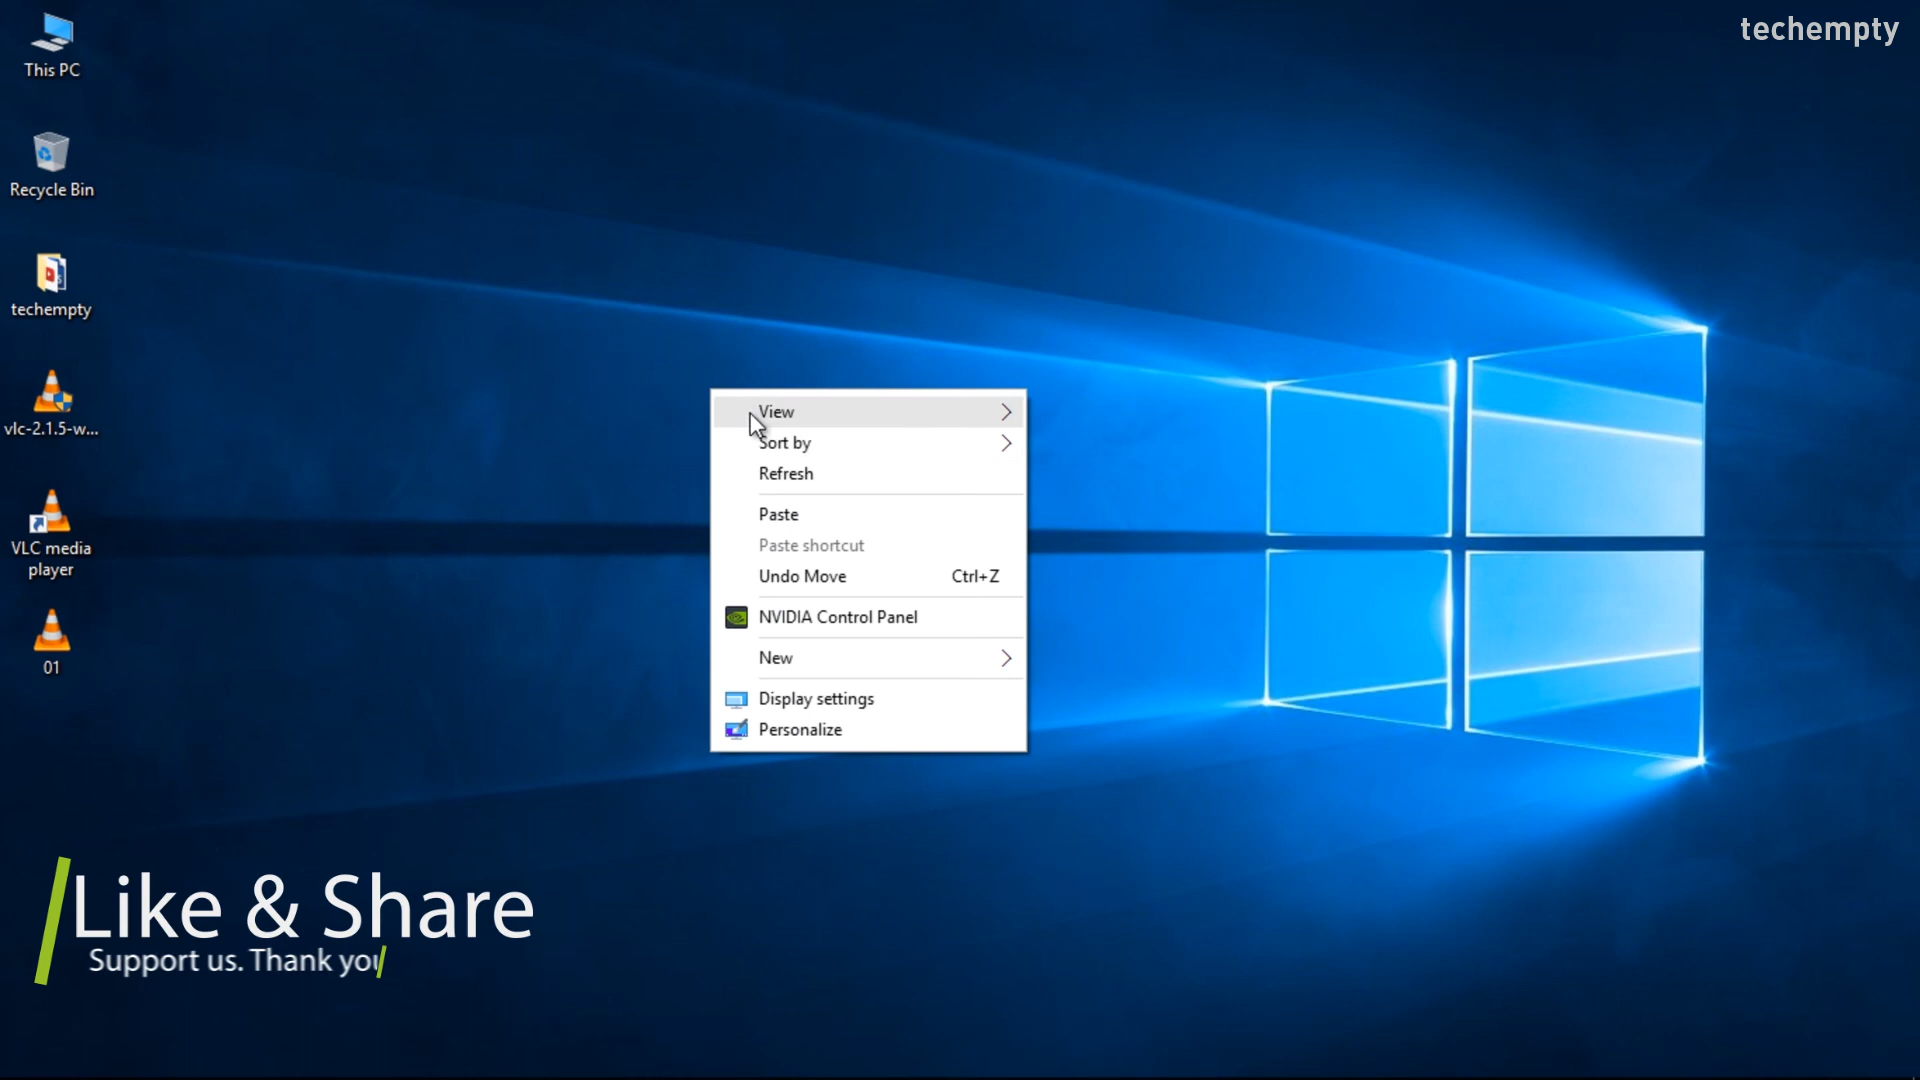 techempty
This PC
Recycle Bin
techempty
vlc-2.1.5-w...
VLC media
player
01
View
Sort by
Refresh
Paste
Paste shortcut
Undo Move Ctrl+Z
NVIDIA Control Panel
New
Display settings
Personalize
Like & Share
Support us. Thank you